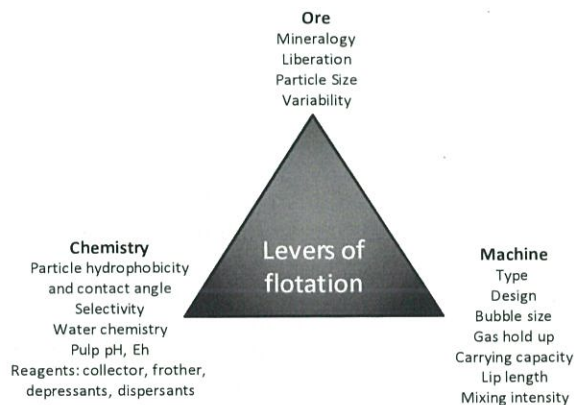 Ore
Mineralogy
Liberation
Particle Size
Variability
Levers of
flotation
Chemistry
Particle hydrophobicity
and contact angle
Selectivity
Water chemistry
Pulp pH, Eh
Reagents: collector, frother,
depressants, dispersants
Machine
Type
Design
Bubble size
Gas hold up
Carrying capacity
Lip length
Mixing intensity